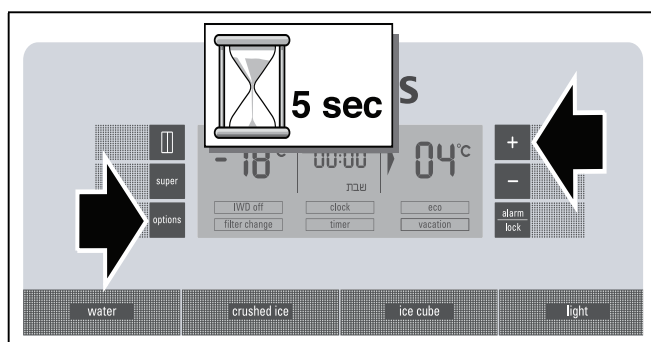 5 sec
S
-18°C
00:00
04°C
+
super
שבת
-
options
IWD off
clock
eco
alarm
lock
filter change
timer
vacation
water
crushed ice
ice cube
light